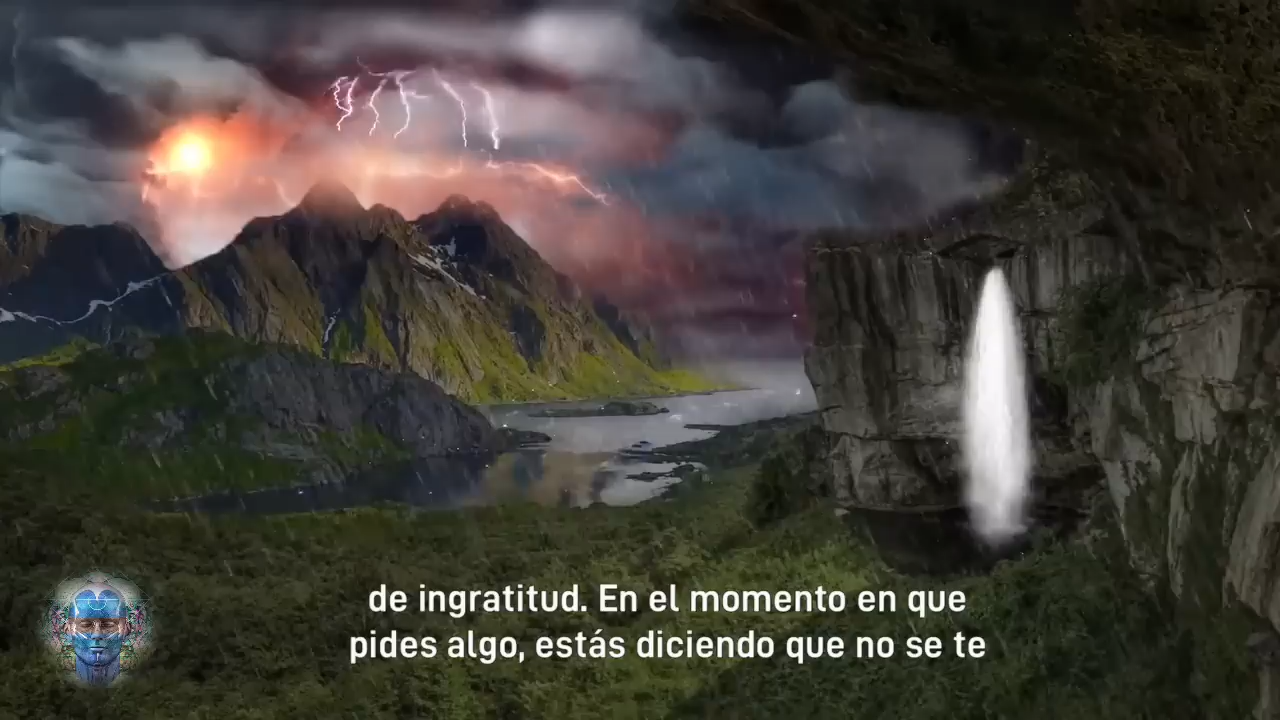 de ingratitud. En el momento en que
pides algo, estás diciendo que no se te